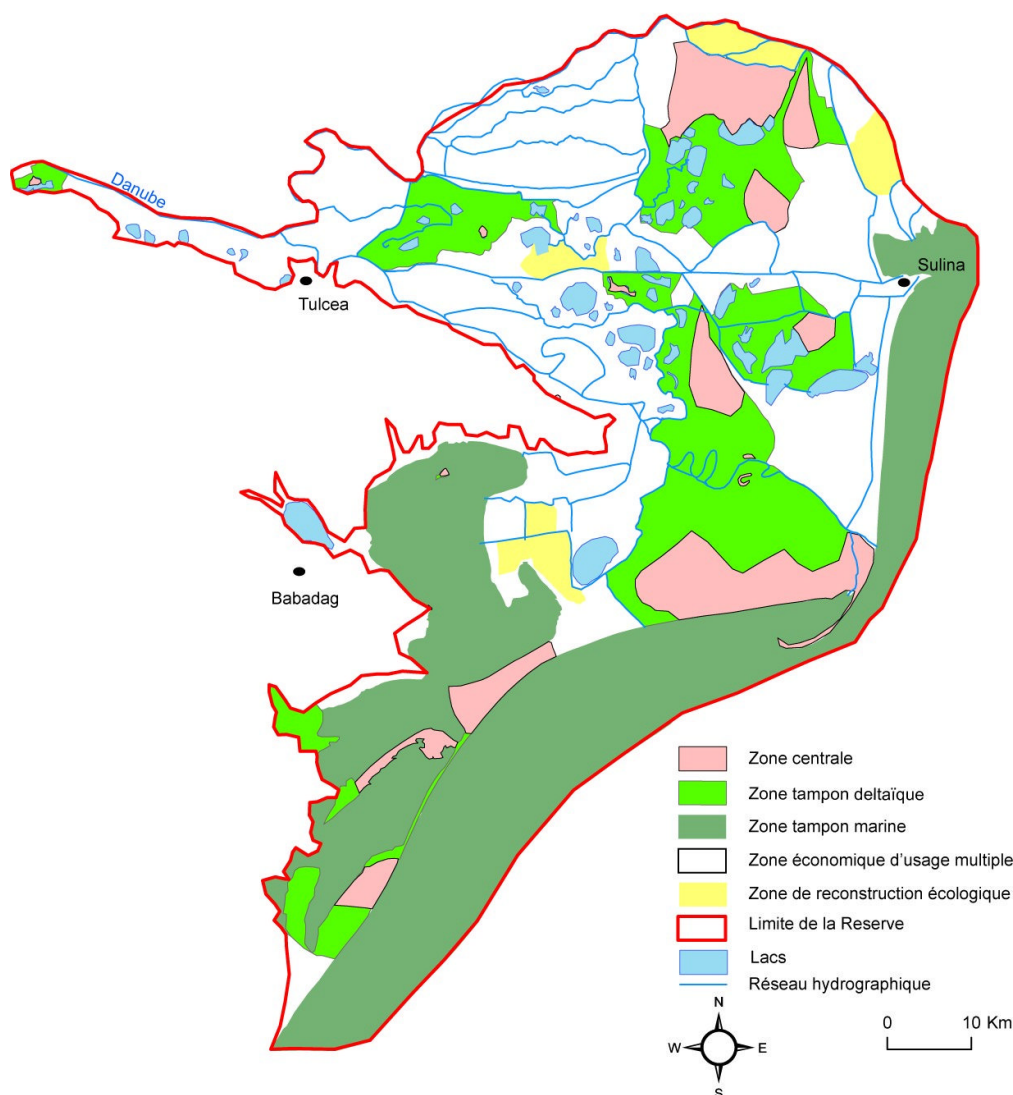 Danube
Sulina
Tulcea
Babadag
Zone centrale
Zone tampon deltaïque
Zone tampon marine
Zone économique d'usage multiple
Zone de reconstruction écologique
Limite de la Reserve
Lacs
Réseau hydrographique
N
W E
S
0 10 Km